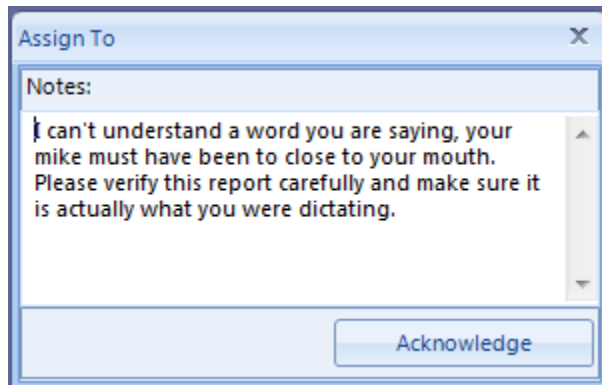 Assign To
Notes:
I can't understand a word you are saying, your
mike must have been to close to your mouth.
Please verify this report carefully and make sure it
is actually what you were dictating.
Acknowledge